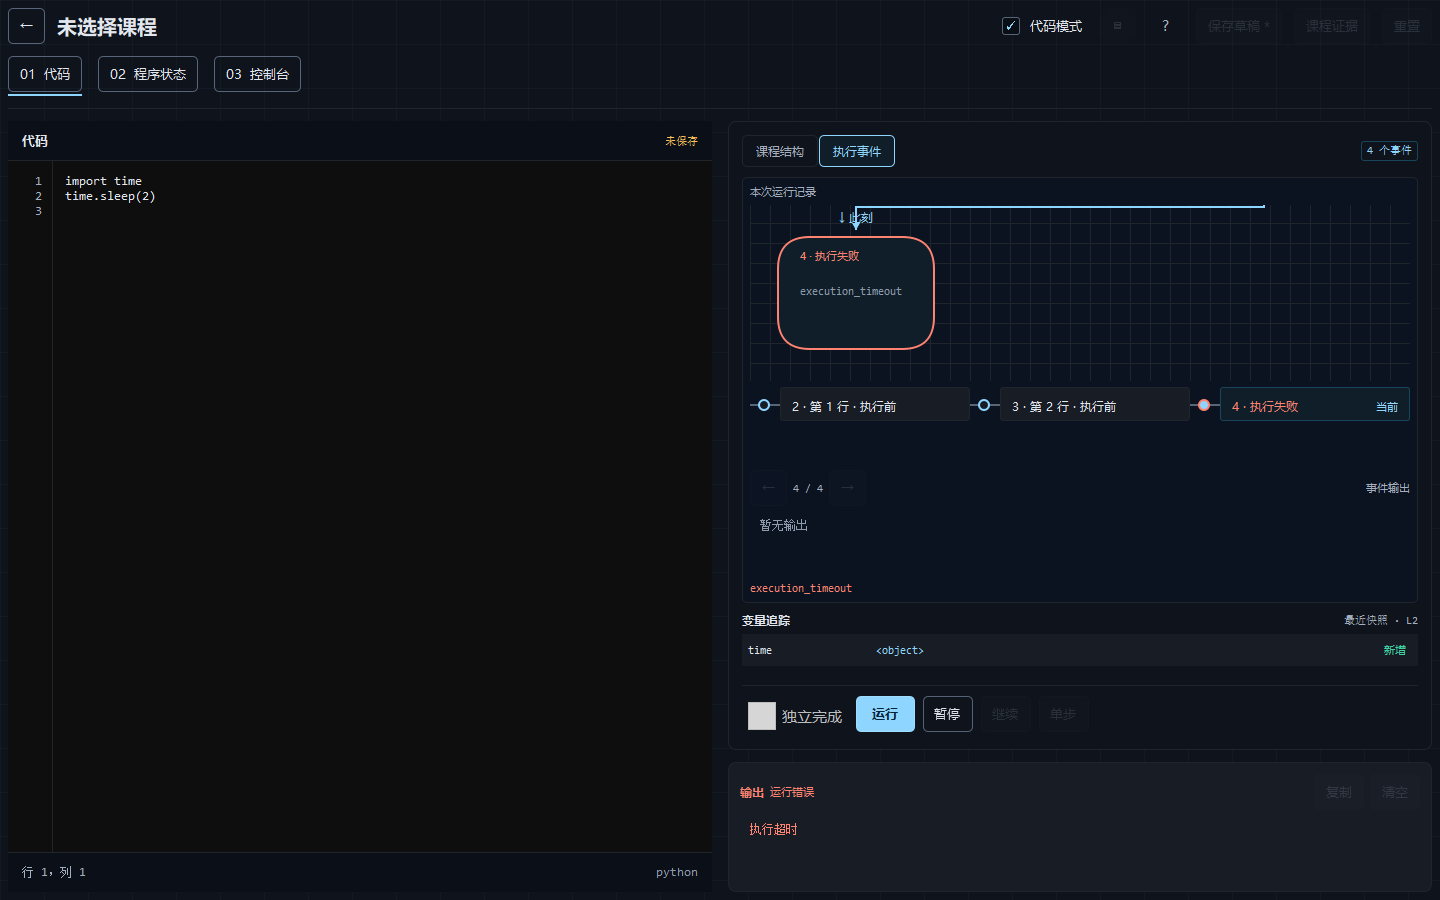 ← 未选择课程
✓ 代码模式 ? 保存草稿 * 课程证据 重置
01 代码 02 程序状态 03 控制台
代码 未保存
1 import time
2 time.sleep(2)
3
行 1, 列 1 python
课程结构 执行事件 4 个事件
本次运行记录
↓ 此刻
4 · 执行失败
execution_timeout
2 · 第 1 行 · 执行前 3 · 第 2 行 · 执行前 4 · 执行失败 当前
← 4 / 4 → 事件输出
暂无输出
execution_timeout
变量追踪 最近快照 · L2
time <object> 新增
独立完成 运行 暂停 继续 单步
输出 运行错误 复制 清空
执行超时